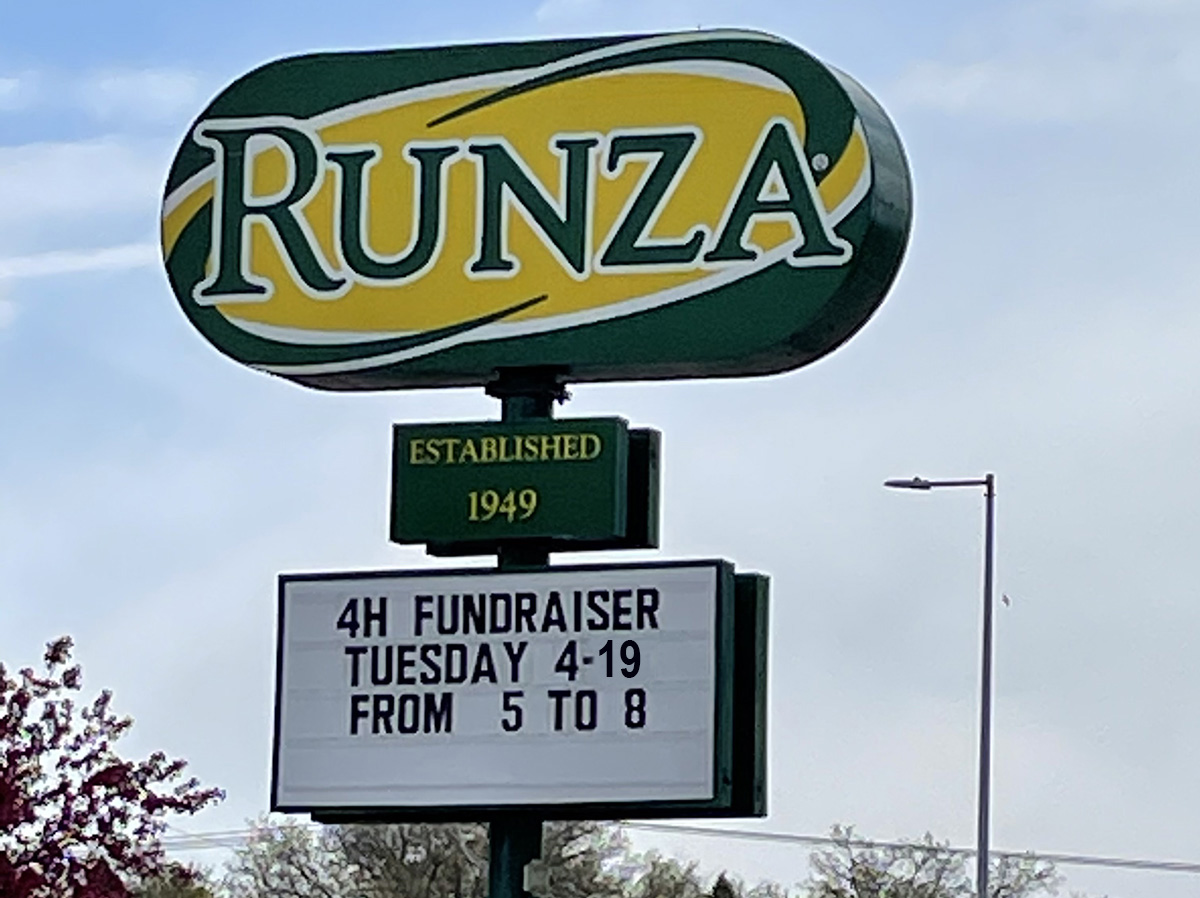 RUNZA®
ESTABLISHED
1949
4H FUNDRAISER
TUESDAY 4-19
FROM 5 TO 8